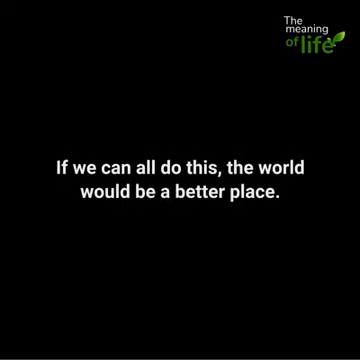 The
meaning
of life
If we can all do this, the world
would be a better place.